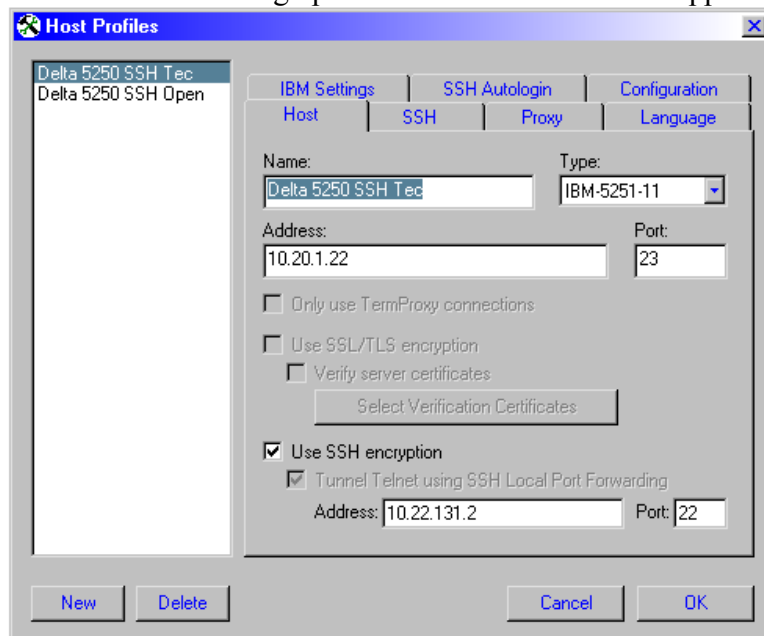 Host Profiles
Delta 5250 SSH Tec
Delta 5250 SSH Open
IBM Settings SSH Autologin Configuration
Host SSH Proxy Language
Name: Type:
Delta 5250 SSH Tec IBM-5251-11
Address: Port:
10.20.1.22 23
Only use TermProxy connections
Use SSL/TLS encryption
Verify server certificates
Select Verification Certificates
Use SSH encryption
Tunnel Telnet using SSH Local Port Forwarding
Address: 10.22.131.2 Port: 22
New Delete Cancel OK